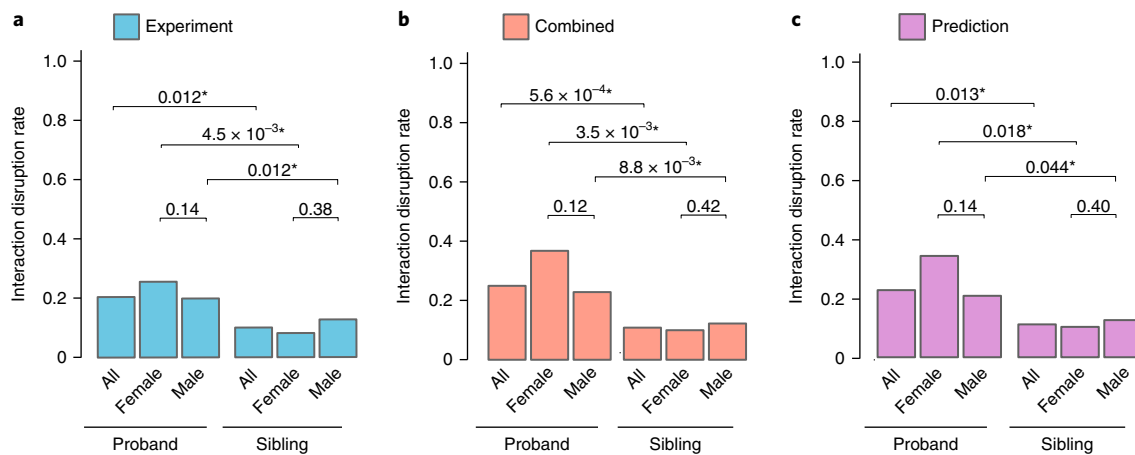 a
Experiment
Interaction disruption rate
1.0
0.8
0.6
0.4
0.2
0
0.012*
4.5 × 10⁻³*
0.012*
0.14
0.38
All
Female
Male
All
Female
Male
Proband
Sibling
b
Combined
Interaction disruption rate
1.0
0.8
0.6
0.4
0.2
0
5.6 × 10⁻⁴*
3.5 × 10⁻³*
8.8 × 10⁻³*
0.12
0.42
All
Female
Male
All
Female
Male
Proband
Sibling
c
Prediction
Interaction disruption rate
1.0
0.8
0.6
0.4
0.2
0
0.013*
0.018*
0.044*
0.14
0.40
All
Female
Male
All
Female
Male
Proband
Sibling